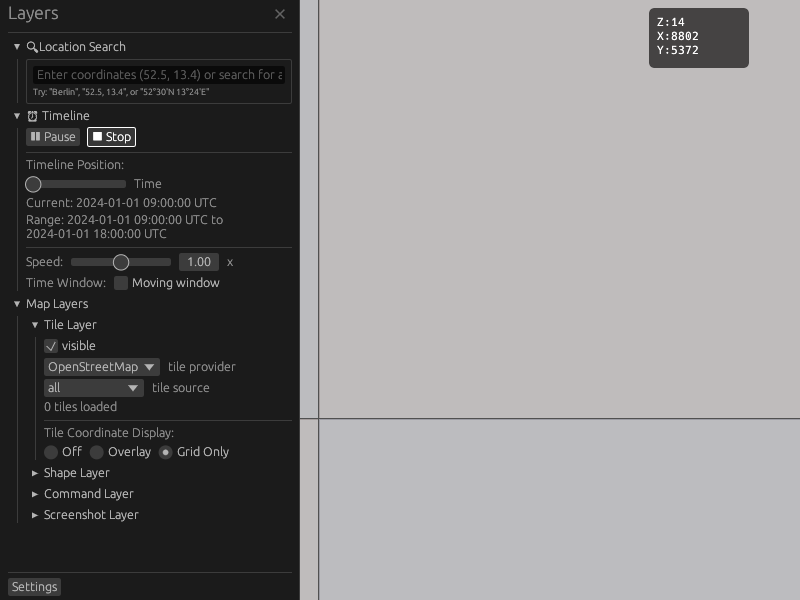 Layers
Location Search
Enter coordinates (52.5, 13.4) or search for a
Try: "Berlin", "52.5, 13.4", or "52°30'N 13°24'E"
Timeline
Pause Stop
Timeline Position:
Time
Current: 2024-01-01 09:00:00 UTC
Range: 2024-01-01 09:00:00 UTC to
2024-01-01 18:00:00 UTC
Speed: 1.00 x
Time Window: Moving window
Map Layers
Tile Layer
visible
OpenStreetMap tile provider
all tile source
0 tiles loaded
Tile Coordinate Display:
Off Overlay Grid Only
Shape Layer
Command Layer
Screenshot Layer
Settings
Z:14
X:8802
Y:5372